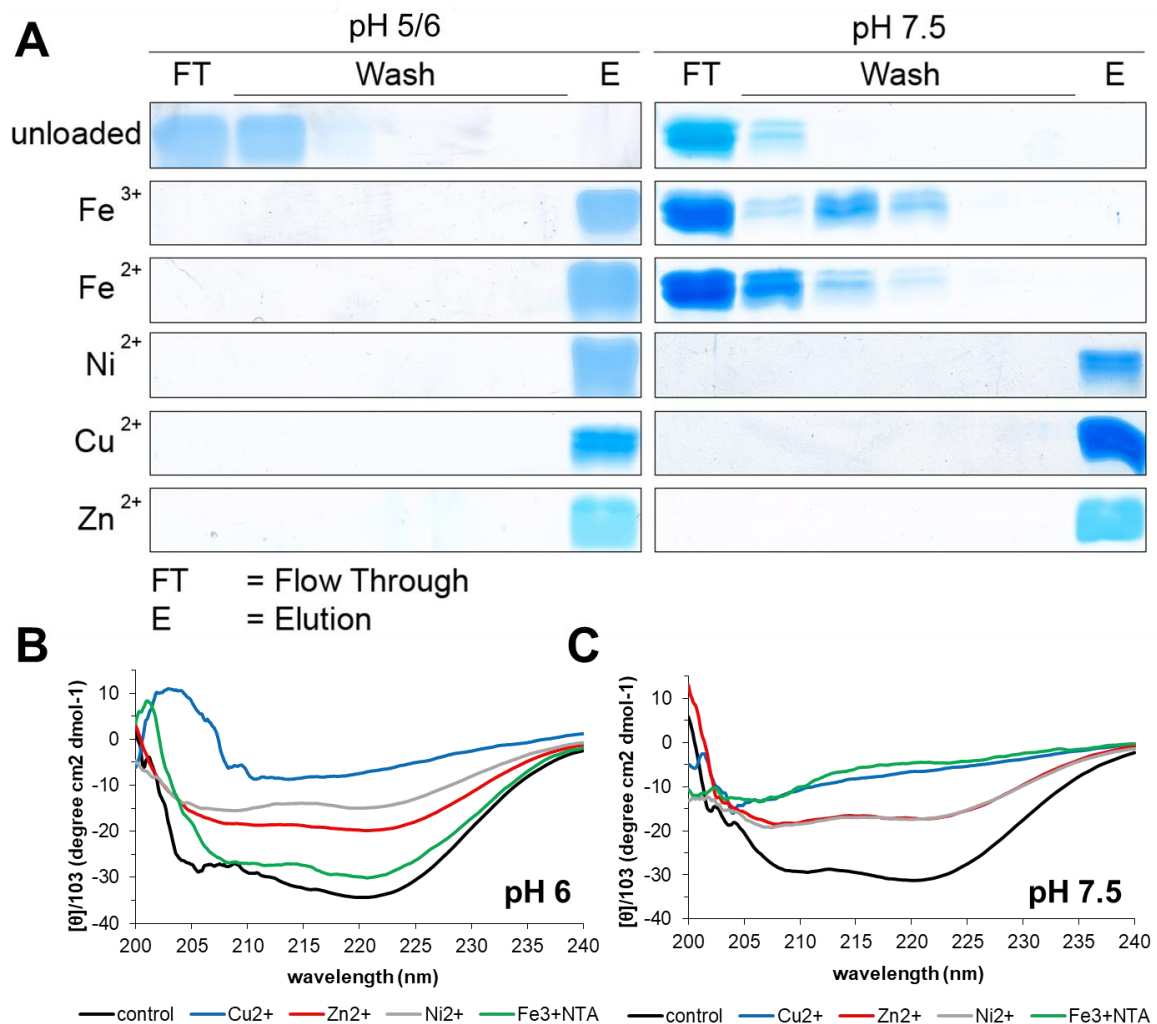 A
pH 5/6 pH 7.5
FT Wash E FT Wash E
unloaded
Fe 3+
Fe 2+
Ni 2+
Cu 2+
Zn 2+
FT = Flow Through
E = Elution
B C
[θ]/103 (degree cm2 dmol-1)
10
0
-10
-20
-30
-40
200 205 210 215 220 225 230 235 240
wavelength (nm)
pH 6
control Cu2+ Zn2+ Ni2+ Fe3+NTA
[θ]/103 (degree cm2 dmol-1)
10
0
-10
-20
-30
-40
200 205 210 215 220 225 230 235 240
wavelength (nm)
pH 7.5
control Cu2+ Zn2+ Ni2+ Fe3+NTA